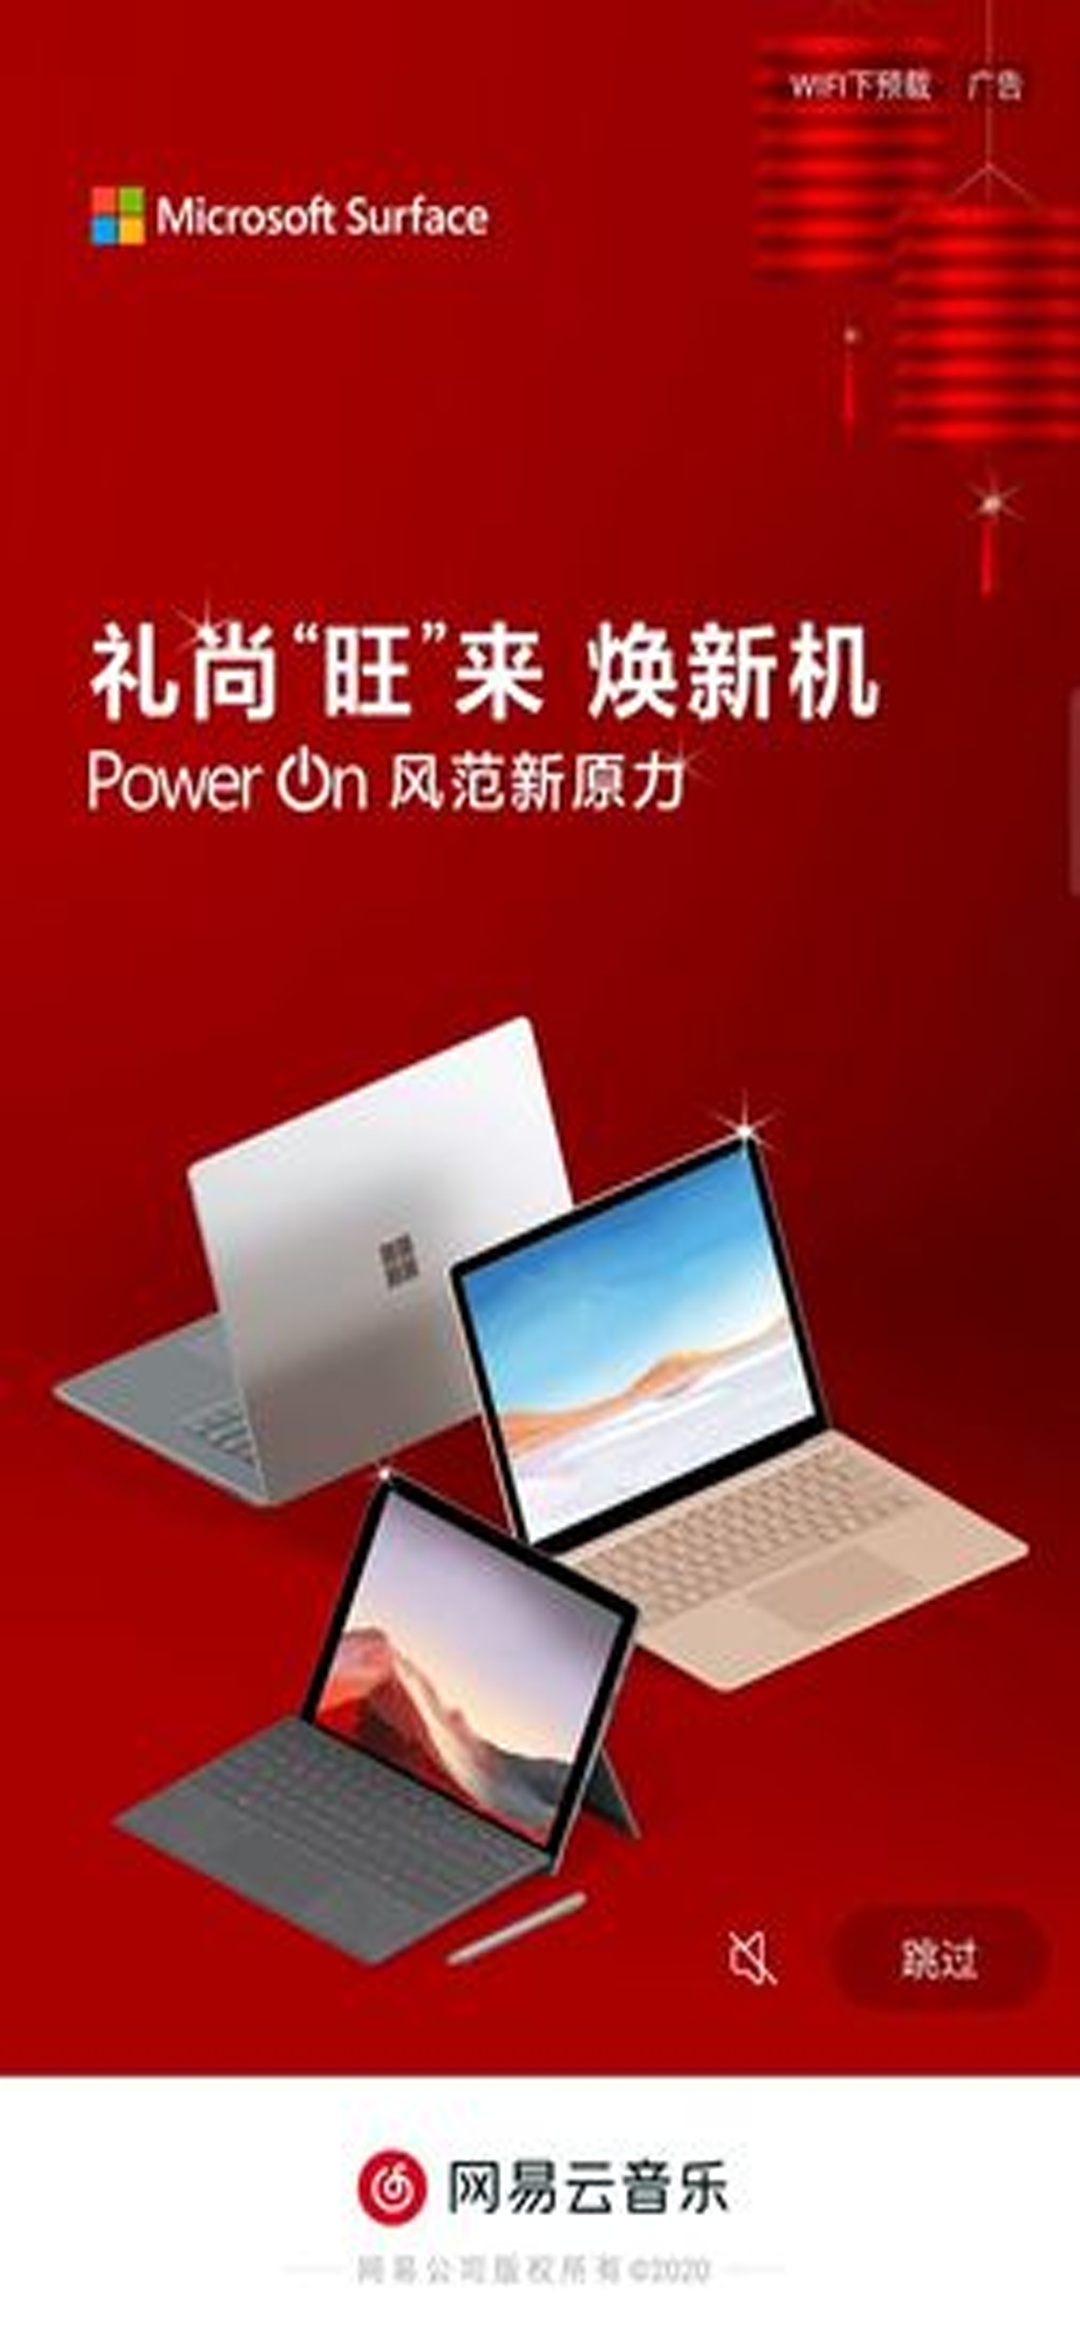 WIFI下预载 广告
Microsoft Surface
礼尚“旺”来 焕新机
Power On 风范新原力
跳过
网易云音乐
网易公司版权所有©2020